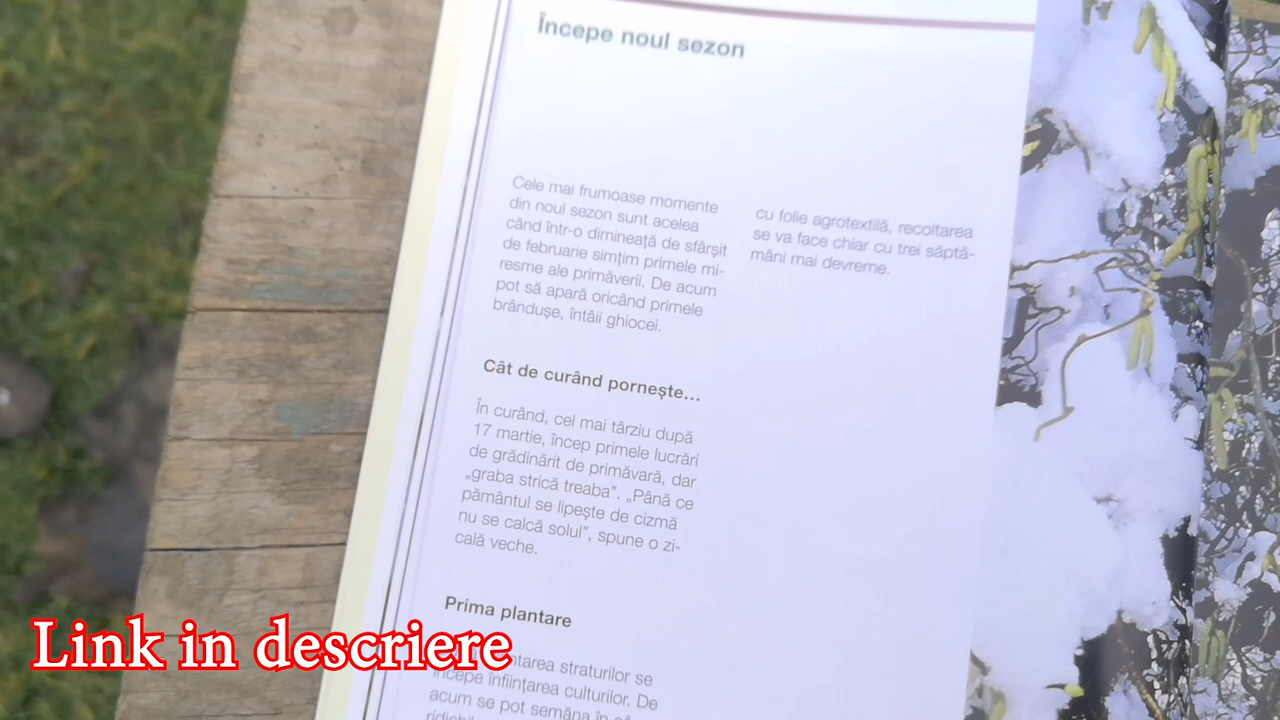 Începe noul sezon
Cele mai frumoase momente
din noul sezon sunt acelea
când într-o dimineață de sfârșit
de februarie simțim primele mi-
resme ale primăverii. De acum
pot să apară oricând primele
brândușe, întâii ghiocei.
Cât de curând pornește...
În curând, cel mai târziu după
17 martie, încep primele lucrări
de grădinărit de primăvară, dar
„graba strică treaba”. „Până ce
pământul se lipește de cizmă
nu se calcă solul”, spune o zi-
cală veche.
Prima plantare
straturilor se
începe înființarea culturilor. De
acum se pot semăna în
cu folie agrotextilă, recoltarea
se va face chiar cu trei săptă-
mâni mai devreme.
Link in descriere